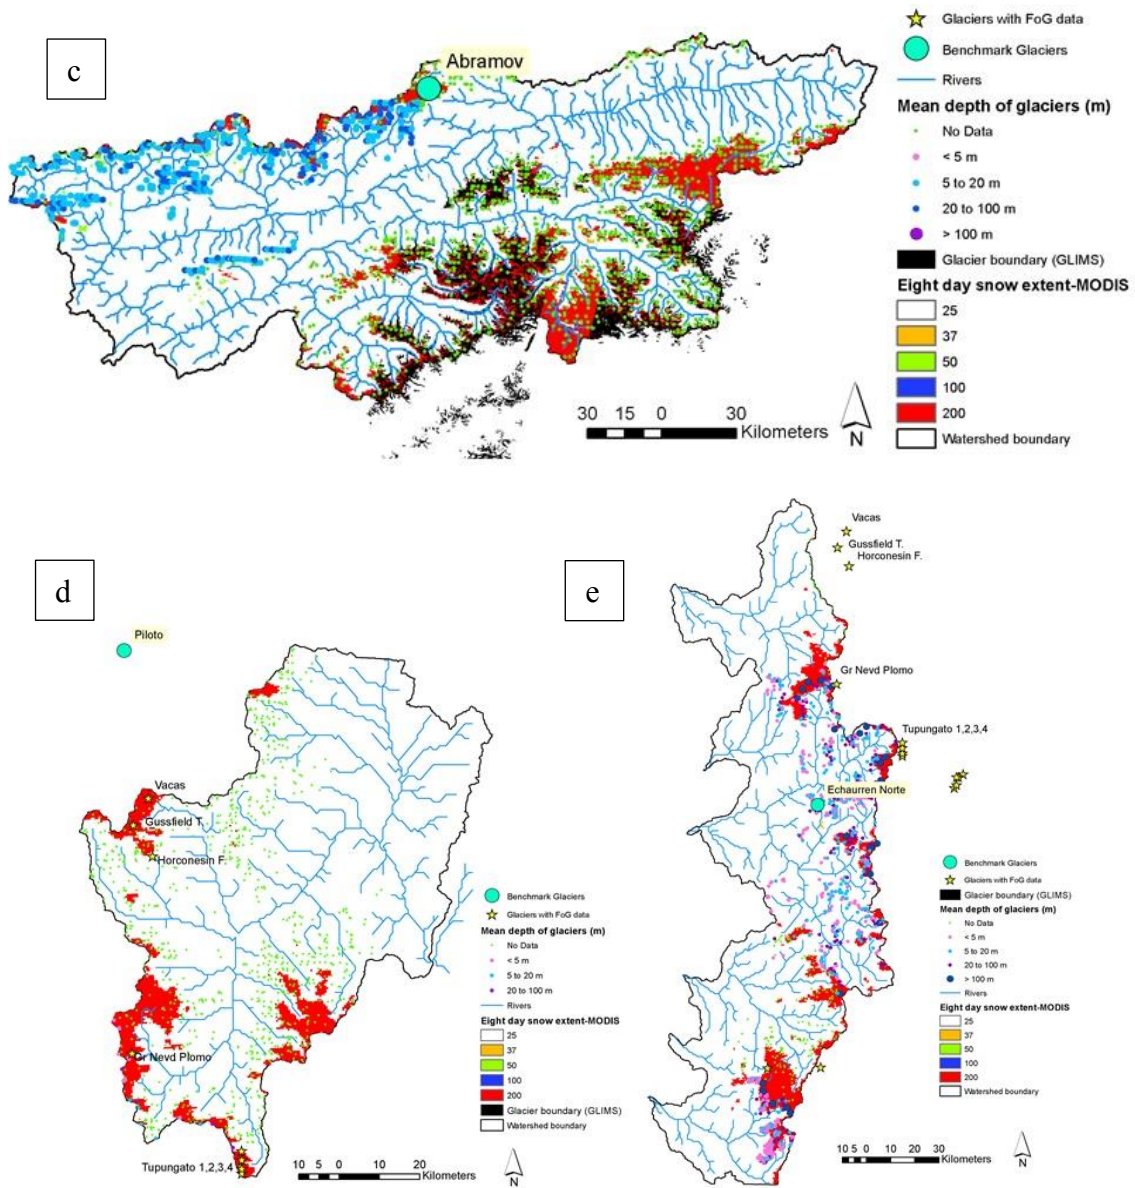 c
Abramov
Glaciers with FoG data
Benchmark Glaciers
Rivers
Mean depth of glaciers (m)
No Data
< 5 m
5 to 20 m
20 to 100 m
> 100 m
Glacier boundary (GLIMS)
Eight day snow extent-MODIS
25
37
50
100
200
Watershed boundary
30 15 0 30
Kilometers
N
d
Piloto
Vacas
Gussfield T.
Horconesin F.
Gr Nevd Plomo
Tupungato 1,2,3,4
Benchmark Glaciers
Glaciers with FoG data
Mean depth of glaciers (m)
No Data
< 5 m
5 to 20 m
20 to 100 m
Rivers
Eight day snow extent-MODIS
25
37
50
100
200
Glacier boundary (GLIMS)
Watershed boundary
10 5 0 10 20
Kilometers
N
e
Vacas
Gussfield T.
Horconesin F.
Gr Nevd Plomo
Tupungato 1,2,3,4
Echaurren Norte
Benchmark Glaciers
Glaciers with FoG data
Glacier boundary (GLIMS)
Mean depth of glaciers (m)
No Data
< 5 m
5 to 20 m
20 to 100 m
> 100 m
Rivers
Eight day snow extent-MODIS
25
37
50
100
200
Watershed boundary
10 5 0 10 20 30
Kilometers
N